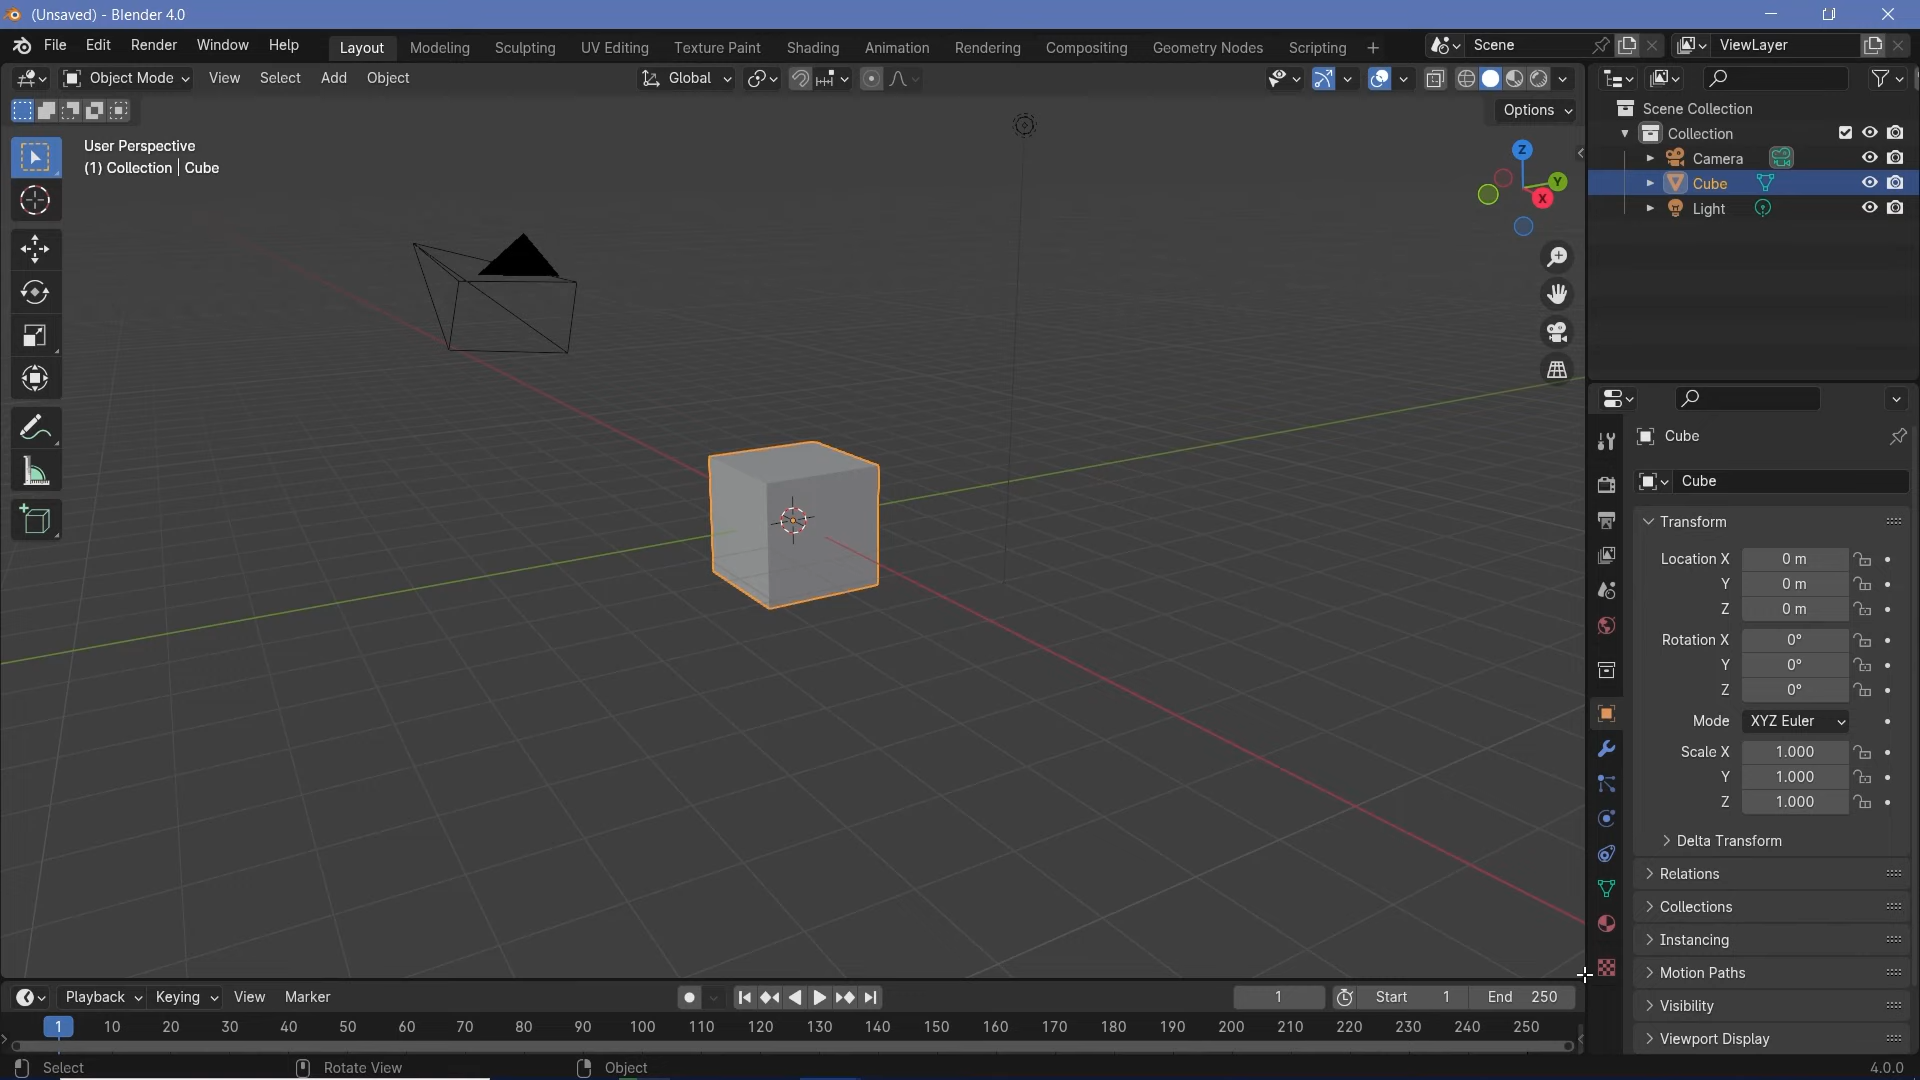 (Unsaved) - Blender 4.0
File Edit Render Window Help Layout Modeling Sculpting UV Editing Texture Paint Shading Animation Rendering Compositing Geometry Nodes Scripting + Scene ViewLayer
Object Mode View Select Add Object Global
Options
User Perspective
(1) Collection | Cube
Z
Y
X
Scene Collection
Collection
Camera
Cube
Light
Cube
Cube
Transform
Location X 0 m
Y 0 m
Z 0 m
Rotation X 0°
Y 0°
Z 0°
Mode XYZ Euler
Scale X 1.000
Y 1.000
Z 1.000
Delta Transform
Relations
Collections
Instancing
Motion Paths
Visibility
Viewport Display
Playback Keying View Marker 1 Start 1 End 250
1 10 20 30 40 50 60 70 80 90 100 110 120 130 140 150 160 170 180 190 200 210 220 230 240 250
Select Rotate View Object 4.0.0